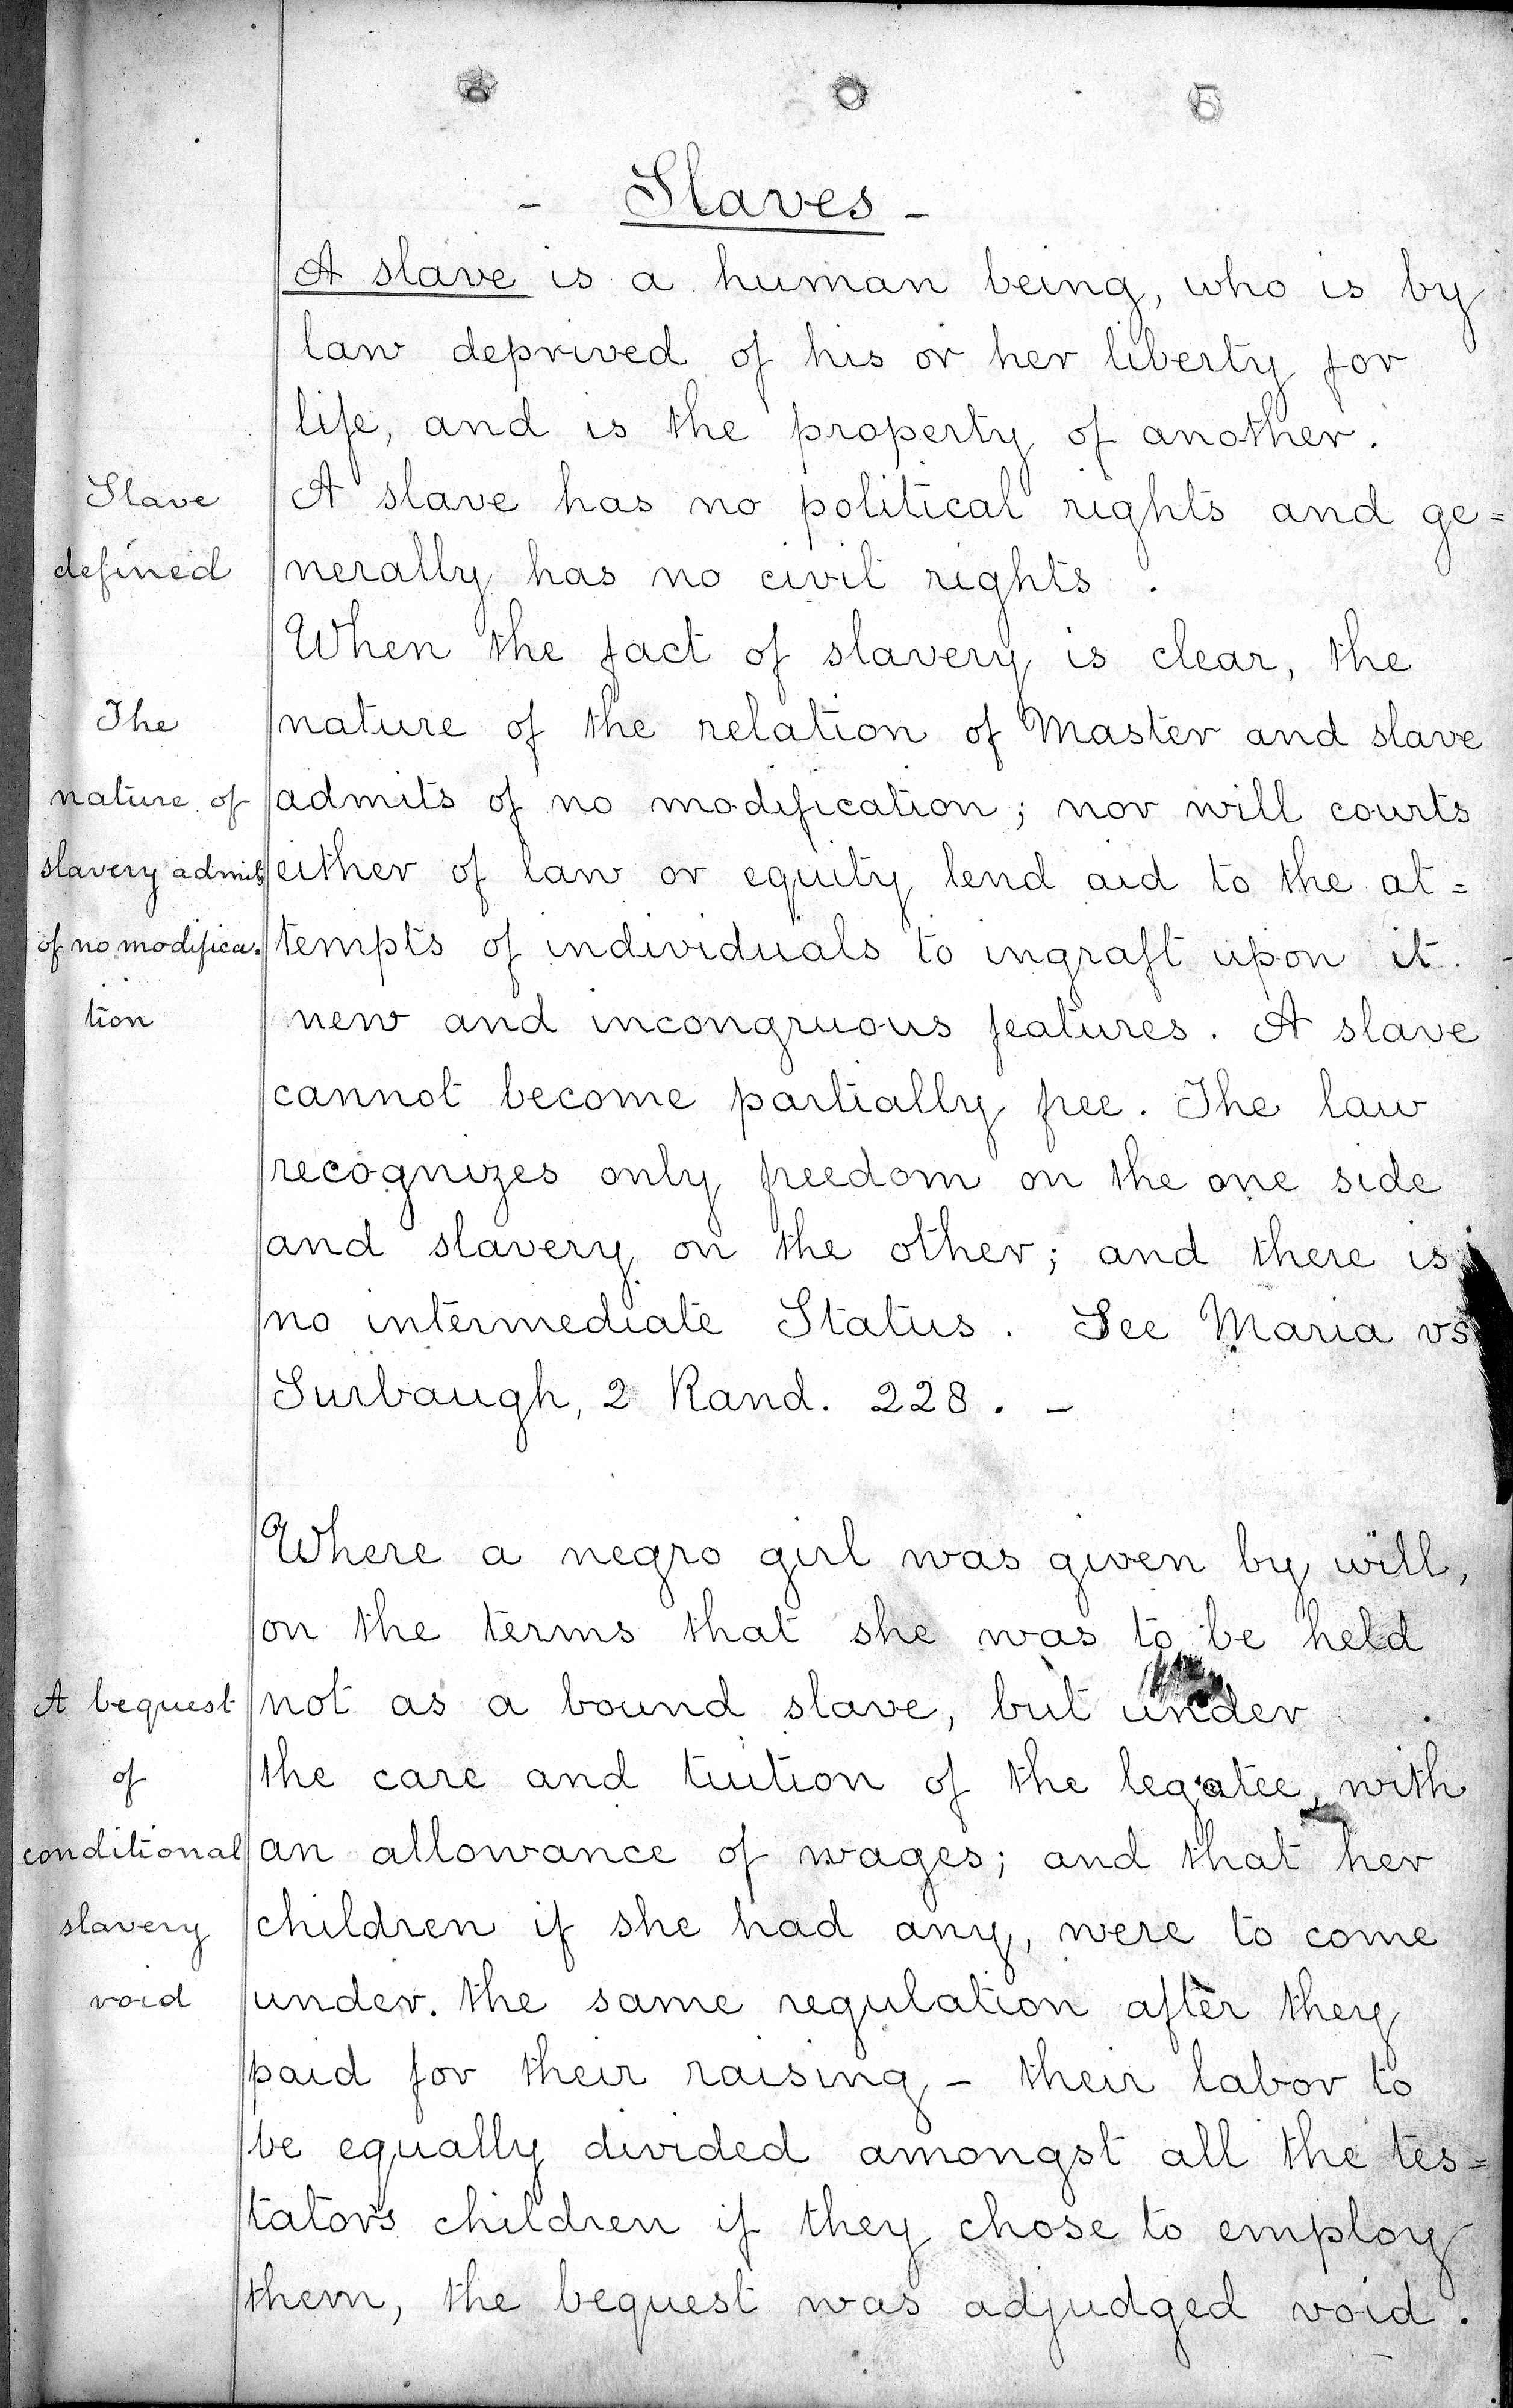 - Slaves -
A slave is a human being, who is by
law deprived of his or her liberty for
life, and is the property of another.
Slave
A slave has no political rights and ge=
defined
nerally has no civil rights .
When the fact of slavery is clear, the
The
nature of the relation of Master and slave
nature of
admits of no modification; nor will courts
slavery admits
either of law or equity lend aid to the at=
of no modifica=
tempts of individuals to ingraft upon it
tion
new and incongruous features. A slave
cannot become partially free. The law
recognizes only freedom on the one side
and slavery on the other; and there is
no intermediate Status. See Maria vs
Surbaugh, 2 Rand. 228. -
Where a negro girl was given by will,
on the terms that she was to be held
A bequest
not as a bound slave, but under
of
the care and tuition of the legatee, with
conditional
an allowance of wages; and that her
slavery
children if she had any, were to come
void
under. the same regulation after they
paid for their raising - their labor to
be equally divided amongst all the tes=
tators children if they chose to employ
them, the bequest was adjudged void.